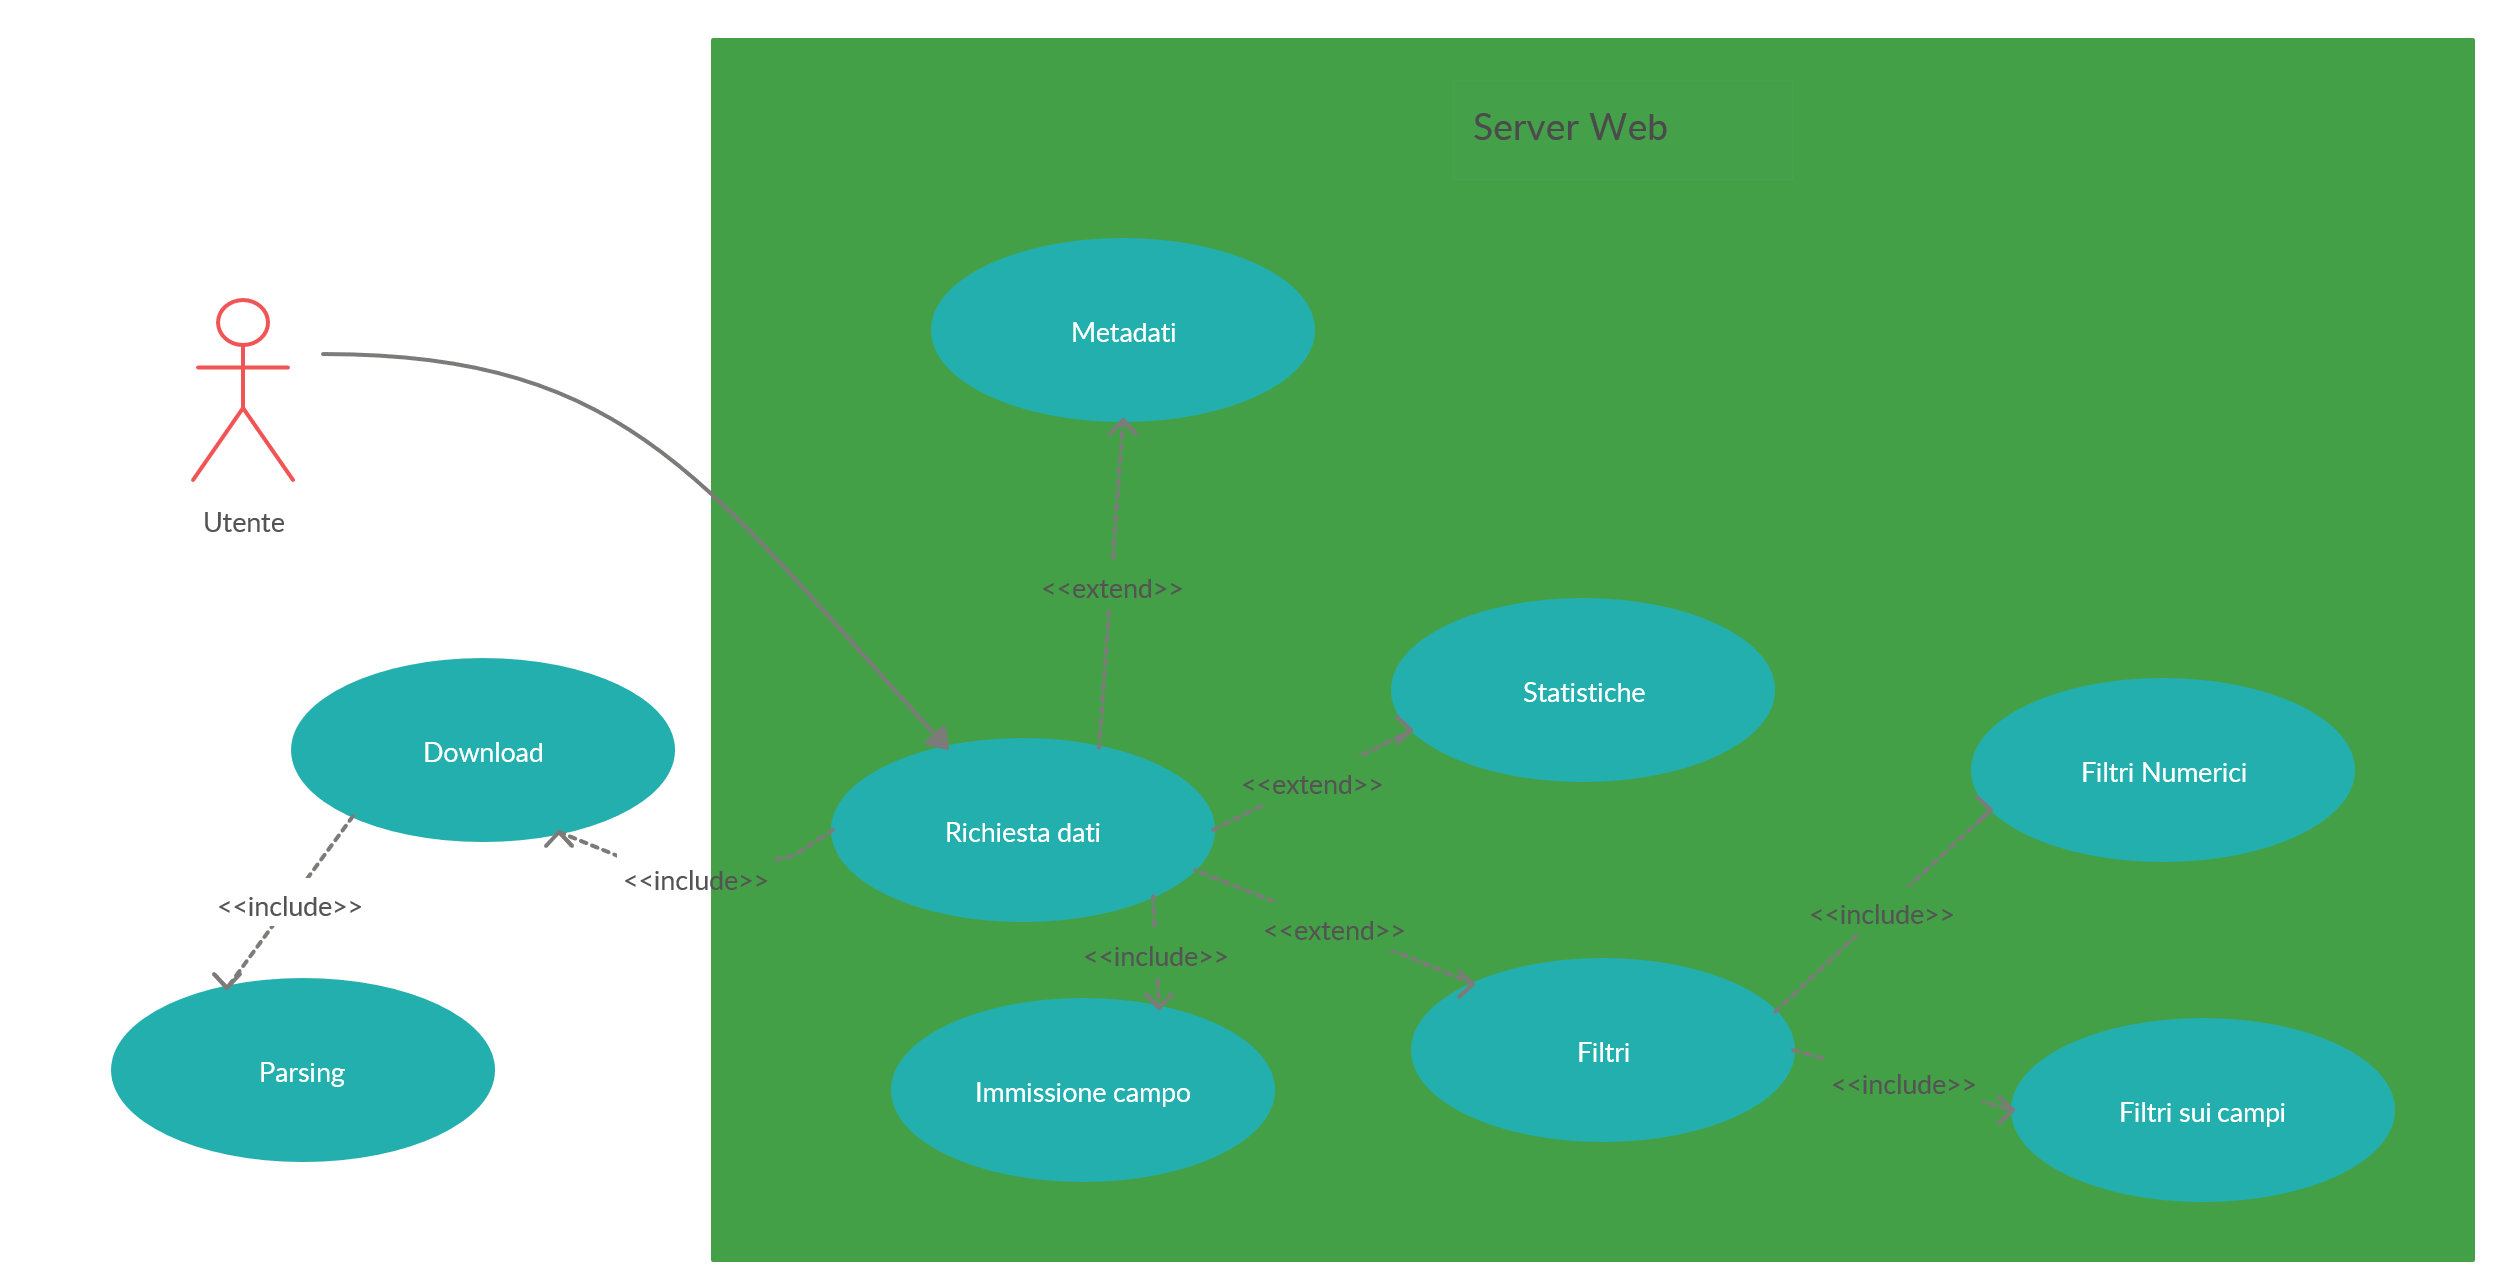 Server Web
Metadati
Utente
<<extend>>
Statistiche
Download
Filtri Numerici
<<extend>>
Richiesta dati
<<include>>
<<include>>
<<include>>
<<extend>>
<<include>>
Filtri
Parsing
<<include>>
Immissione campo
Filtri sui campi